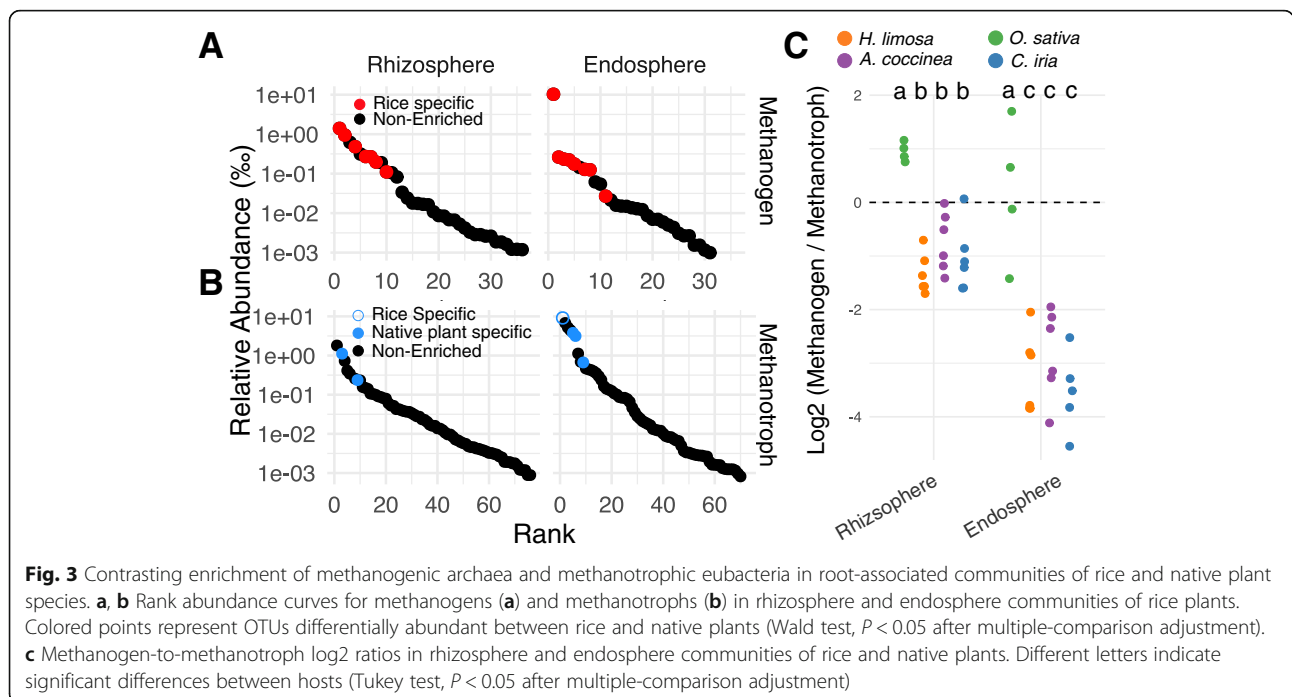 A
Rhizosphere
Endosphere
1e+01
1e+00
1e-01
1e-02
1e-03
Rice specific
Non-Enriched
Methanogen
0 10 20 30
0 10 20 30
B
1e+01
1e+00
1e-01
1e-02
1e-03
Rice Specific
Native plant specific
Non-Enriched
Methanotroph
0 20 40 60
0 20 40 60
Relative Abundance (‰)
Rank
C
H. limosa
O. sativa
A. coccinea
C. iria
a b b b a c c c
2
0
-2
-4
Log2 (Methanogen / Methanotroph)
Rhizsophere
Endosphere
Fig. 3 Contrasting enrichment of methanogenic archaea and methanotrophic eubacteria in root-associated communities of rice and native plant
species. a, b Rank abundance curves for methanogens (a) and methanotrophs (b) in rhizosphere and endosphere communities of rice plants.
Colored points represent OTUs differentially abundant between rice and native plants (Wald test, P < 0.05 after multiple-comparison adjustment).
c Methanogen-to-methanotroph log2 ratios in rhizosphere and endosphere communities of rice and native plants. Different letters indicate
significant differences between hosts (Tukey test, P < 0.05 after multiple-comparison adjustment)